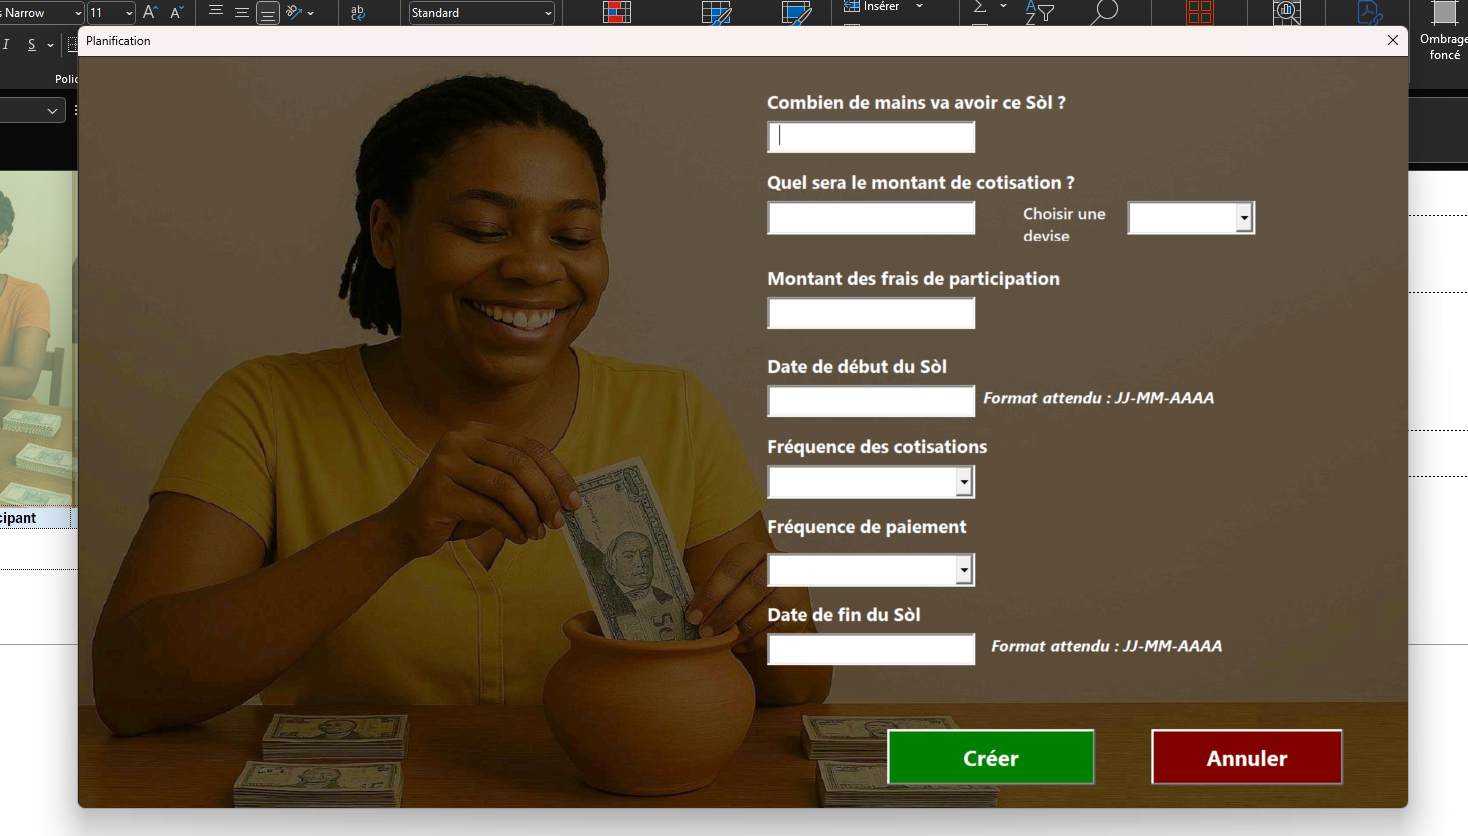 Narrow
11
Standard
Insérer
I S
Ombrage
foncé
Planification
Combien de mains va avoir ce Sòl ?
Quel sera le montant de cotisation ?
Choisir une
devise
Montant des frais de participation
Date de début du Sòl
Format attendu : JJ-MM-AAAA
Fréquence des cotisations
Fréquence de paiement
Date de fin du Sòl
Format attendu : JJ-MM-AAAA
Créer
Annuler